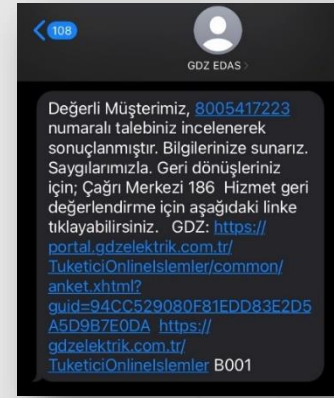 108
GDZ EDAS >
Değerli Müşterimiz, 8005417223
numaralı talebiniz incelenerek
sonuçlanmıştır. Bilgilerinize sunarız.
Saygılarımızla. Geri dönüşleriniz
için; Çağrı Merkezi 186 Hizmet geri
değerlendirme için aşağıdaki linke
tıklayabilirsiniz. GDZ: https://
portal.gdzelektrik.com.tr/
TuketiciOnlineIslemler/common/
anket.xhtml?
guid=94CC529080F81EDD83E2D5
A5D9B7E0DA https://
gdzelektrik.com.tr/
TuketiciOnlineIslemler B001